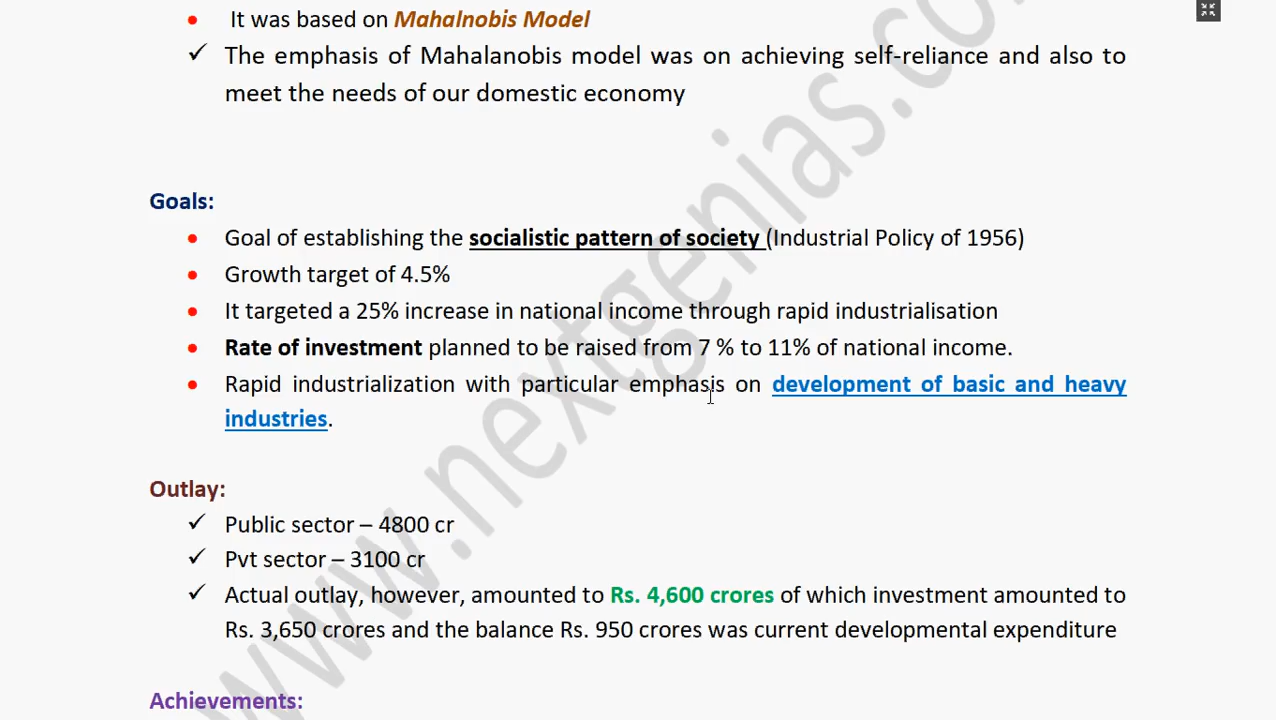 It was based on Mahalnobis Model
The emphasis of Mahalanobis model was on achieving self-reliance and also to
meet the needs of our domestic economy
Goals:
Goal of establishing the socialistic pattern of society (Industrial Policy of 1956)
Growth target of 4.5%
It targeted a 25% increase in national income through rapid industrialisation
Rate of investment planned to be raised from 7 % to 11% of national income.
Rapid industrialization with particular emphasis on development of basic and heavy
industries.
Outlay:
Public sector – 4800 cr
Pvt sector – 3100 cr
Actual outlay, however, amounted to Rs. 4,600 crores of which investment amounted to
Rs. 3,650 crores and the balance Rs. 950 crores was current developmental expenditure
Achievements:
www.nextgenias.com